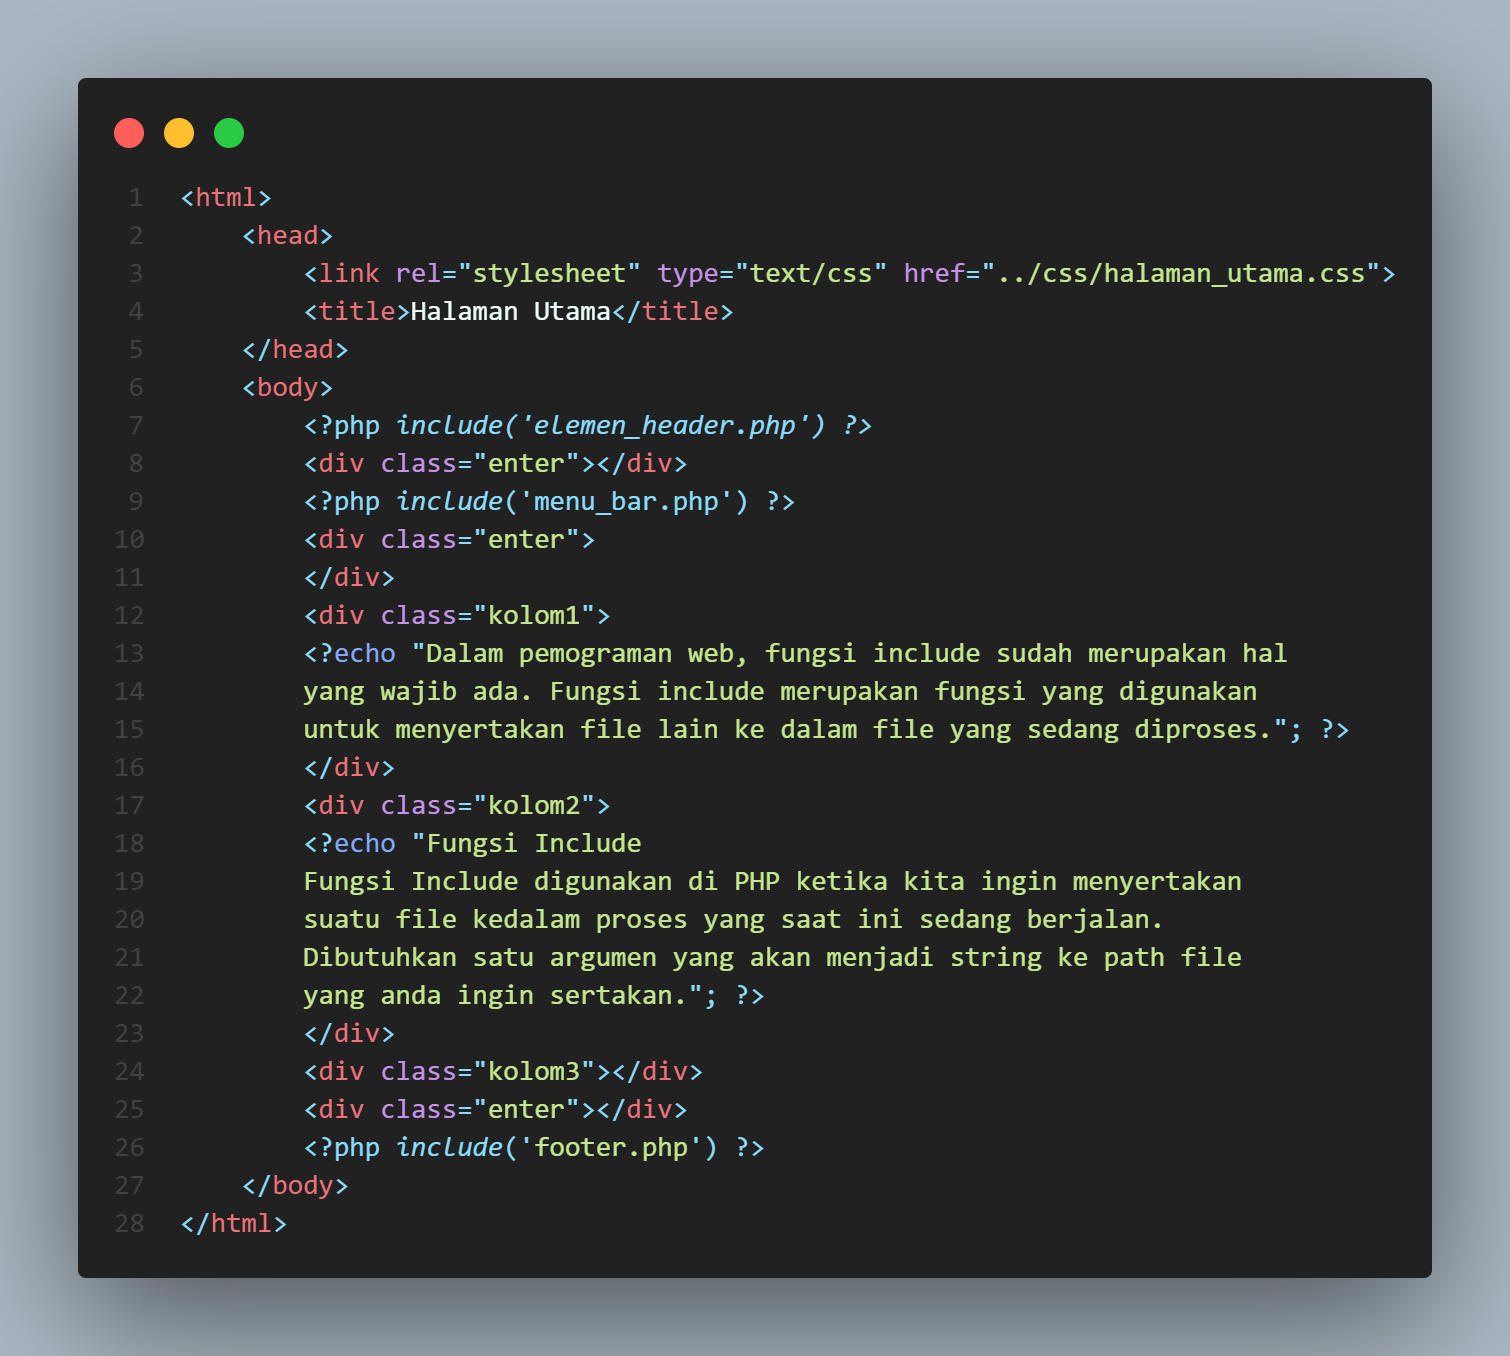 1 <html>
2     <head>
3         <link rel="stylesheet" type="text/css" href="../css/halaman_utama.css">
4         <title>Halaman Utama</title>
5     </head>
6     <body>
7         <?php include('elemen_header.php') ?>
8         <div class="enter"></div>
9         <?php include('menu_bar.php') ?>
10         <div class="enter">
11         </div>
12         <div class="kolom1">
13         <?echo "Dalam pemograman web, fungsi include sudah merupakan hal
14         yang wajib ada. Fungsi include merupakan fungsi yang digunakan
15         untuk menyertakan file lain ke dalam file yang sedang diproses."; ?>
16         </div>
17         <div class="kolom2">
18         <?echo "Fungsi Include
19         Fungsi Include digunakan di PHP ketika kita ingin menyertakan
20         suatu file kedalam proses yang saat ini sedang berjalan.
21         Dibutuhkan satu argumen yang akan menjadi string ke path file
22         yang anda ingin sertakan."; ?>
23         </div>
24         <div class="kolom3"></div>
25         <div class="enter"></div>
26         <?php include('footer.php') ?>
27     </body>
28 </html>